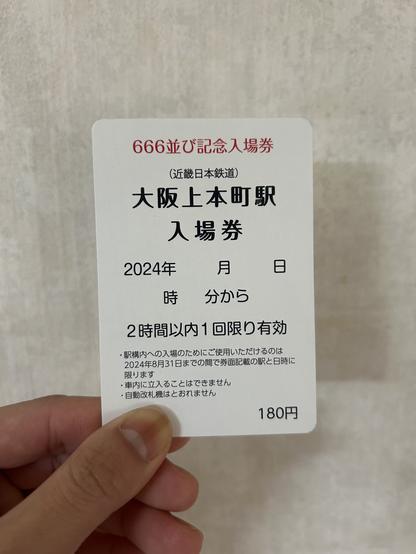 666並び記念入場券
（近畿日本鉄道）
大阪上本町駅
入場券
2024年　月　日
時　分から
2時間以内1回限り有効
・駅構内への入場のためにご使用いただけるのは
2024年8月31日までの間で券面記載の駅と日時に
限ります
・車内に立入ることはできません
・自動改札機はとおれません
180円